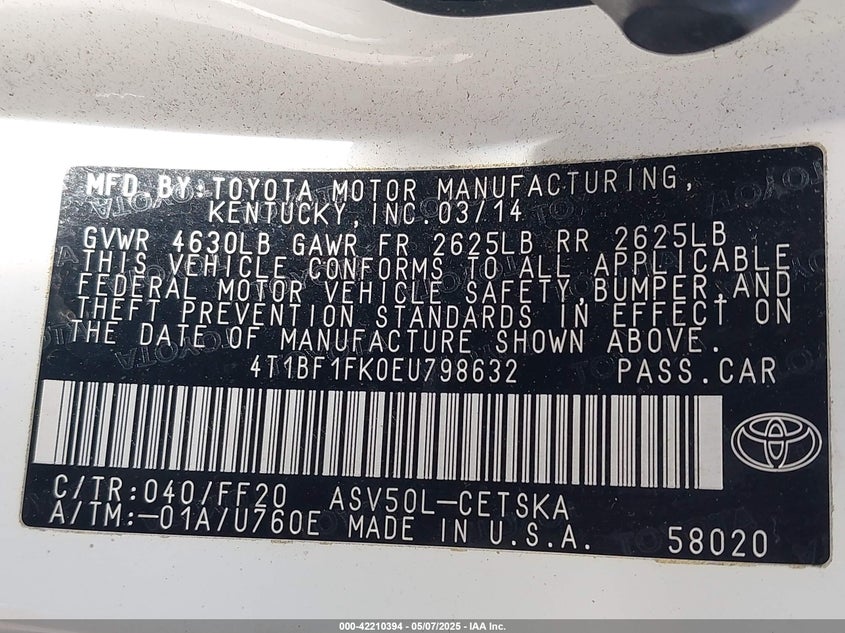 MFD.BY:TOYOTA MOTOR MANUFACTURING,
KENTUCKY, INC. 03/14
GVWR 4630LB GAWR FR 2625LB RR 2625LB
THIS VEHICLE CONFORMS TO ALL APPLICABLE
FEDERAL MOTOR VEHICLE SAFETY, BUMPER, AND
THEFT PREVENTION STANDARDS IN EFFECT ON
THE DATE OF MANUFACTURE SHOWN ABOVE.
4T1BF1FK0EU798632 PASS.CAR
C/TR:040/FF20 ASV50L-CETSKA
A/TM:-01A/U760E MADE IN U.S.A. 58020
000-42210394 - 05/07/2025 - IAA Inc.